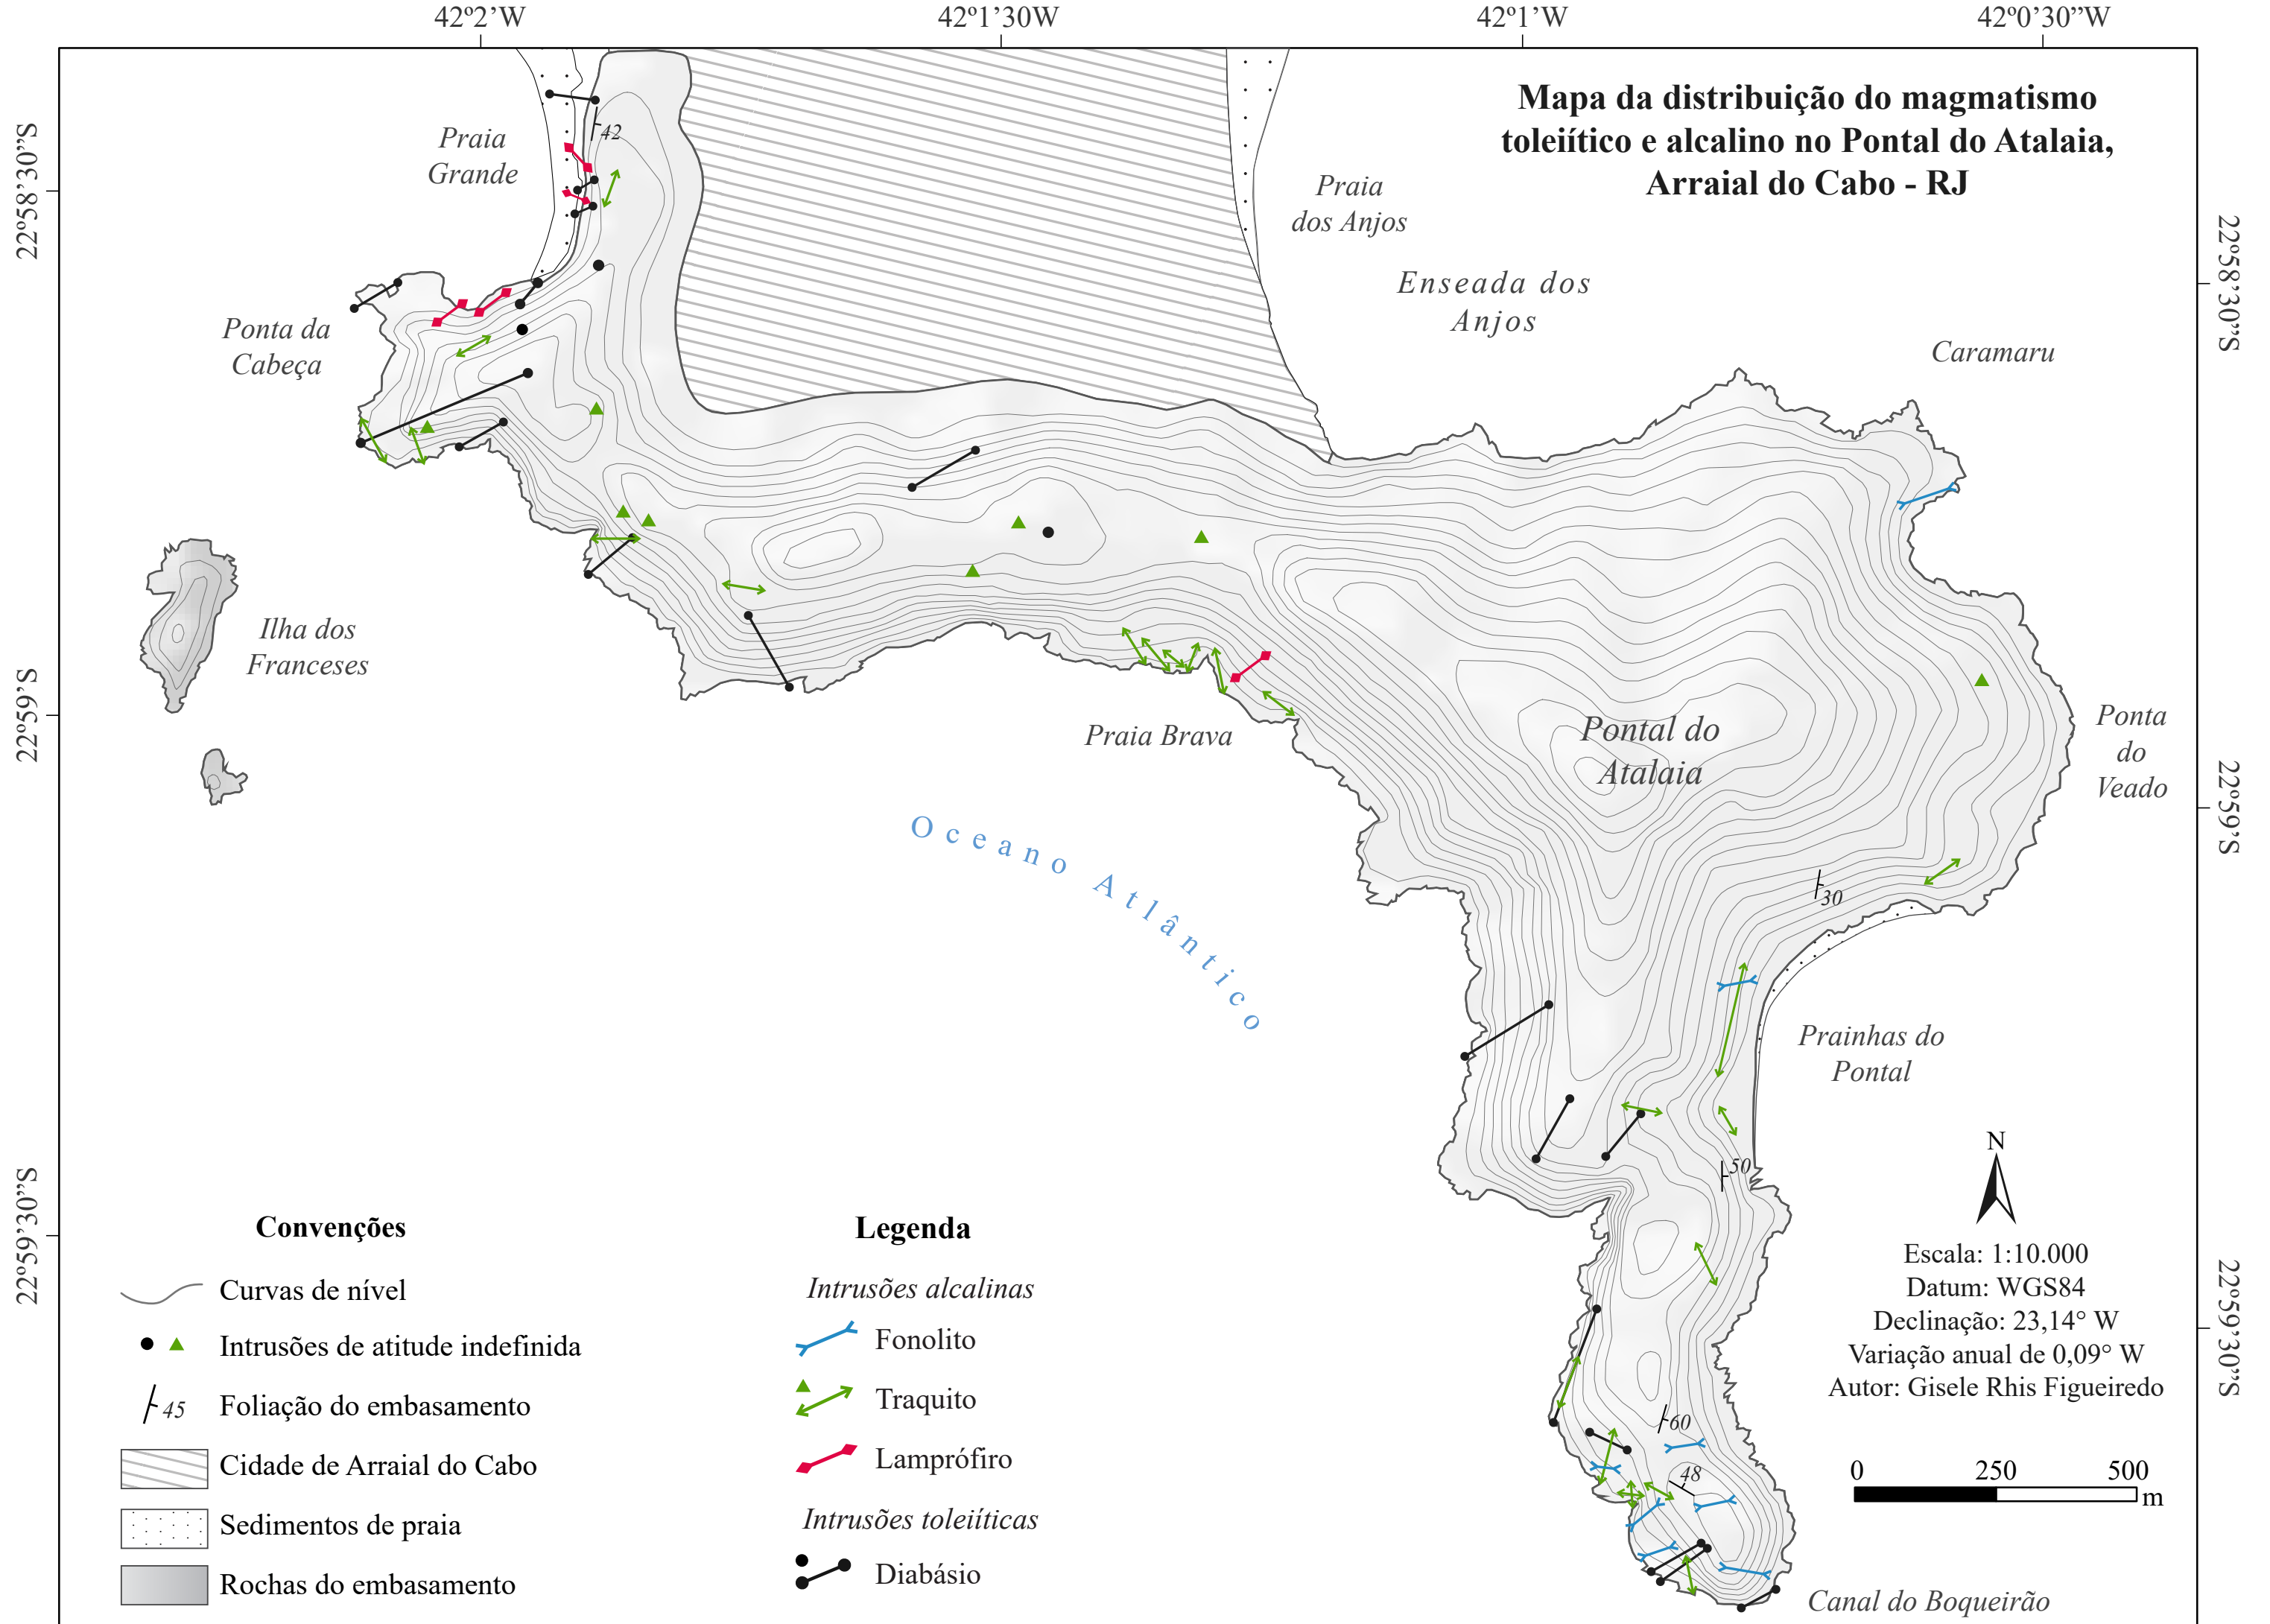 42º2’W
42º1’30W
42º1’W
42º0’30”W
Mapa da distribuição do magmatismo
toleiítico e alcalino no Pontal do Atalaia,
Arraial do Cabo - RJ
22º58’30”S
22º59’S
22º59’30”S
22º58’30”S
22º59’S
22º59’30”S
Praia
Grande
42
Praia
dos Anjos
Enseada dos
Anjos
Caramaru
Ponta da
Cabeça
Ilha dos
Franceses
Praia Brava
Pontal do
Atalaia
Ponta
do
Veado
Oceano Atlântico
30
Prainhas do
Pontal
50
60
48
Canal do Boqueirão
Convenções
Curvas de nível
Intrusões de atitude indefinida
45
Foliação do embasamento
Cidade de Arraial do Cabo
Sedimentos de praia
Rochas do embasamento
Legenda
Intrusões alcalinas
Fonolito
Traquito
Lamprófiro
Intrusões toleiíticas
Diabásio
N
Escala: 1:10.000
Datum: WGS84
Declinação: 23,14° W
Variação anual de 0,09° W
Autor: Gisele Rhis Figueiredo
0 250 500
m